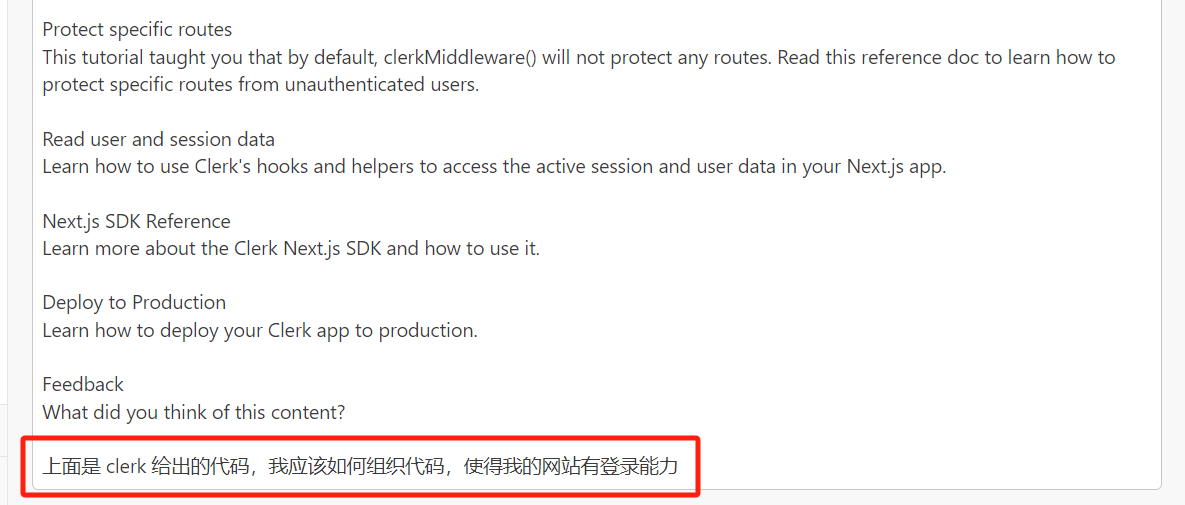 Protect specific routes
This tutorial taught you that by default, clerkMiddleware() will not protect any routes. Read this reference doc to learn how to
protect specific routes from unauthenticated users.
Read user and session data
Learn how to use Clerk's hooks and helpers to access the active session and user data in your Next.js app.
Next.js SDK Reference
Learn more about the Clerk Next.js SDK and how to use it.
Deploy to Production
Learn how to deploy your Clerk app to production.
Feedback
What did you think of this content?
上面是 clerk 给出的代码，我应该如何组织代码，使得我的网站有登录能力